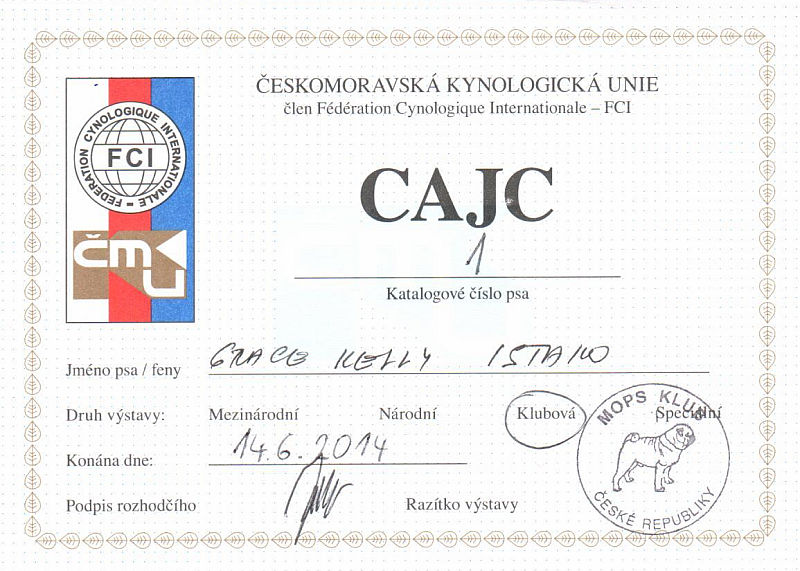 ČESKOMORAVSKÁ KYNOLOGICKÁ UNIE
člen Fédération Cynologique Internationale – FCI
FEDERATION CYNOLOGIQUE INTERNATIONALE –
FCI
čmKU
CAJC
1
Katalogové číslo psa
Jméno psa / feny GRACE KELLY ISTANO
Druh výstavy: Mezinárodní Národní Klubová Speciální
Konána dne: 14.6.2014
Podpis rozhodčího Razítko výstavy
MOPS KLUB
ČESKÉ REPUBLIKY